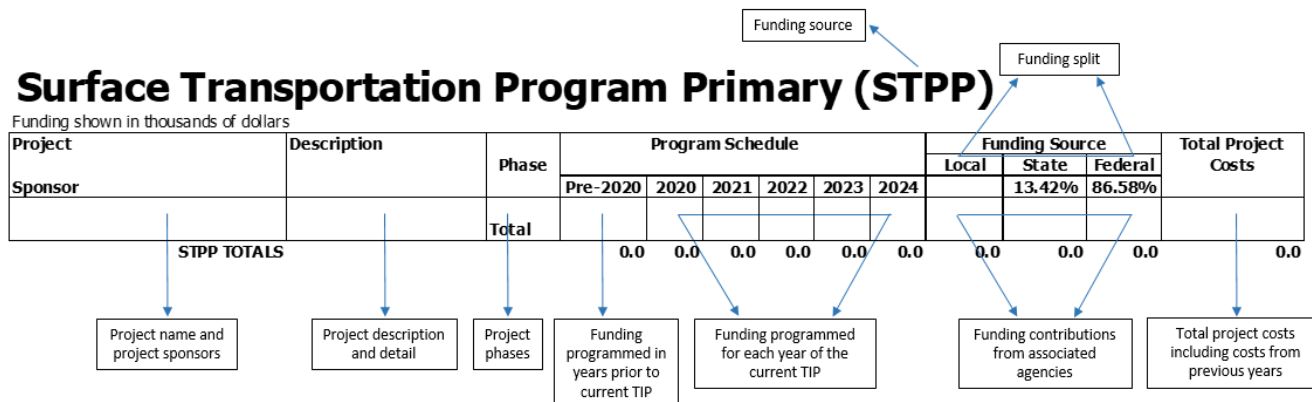 Funding source
Funding split
Surface Transportation Program Primary (STPP)
Funding shown in thousands of dollars
Project
Description
Phase
Program Schedule
Funding Source
Total Project
Costs
Local
State
Federal
Sponsor
Pre-2020 2020 2021 2022 2023 2024
13.42% 86.58%
Total
STPP TOTALS 0.0 0.0 0.0 0.0 0.0 0.0 0.0 0.0 0.0 0.0
Project name and
project sponsors
Project description
and detail
Project
phases
Funding
programmed in
years prior to
current TIP
Funding programmed
for each year of the
current TIP
Funding contributions
from associated
agencies
Total project costs
including costs from
previous years